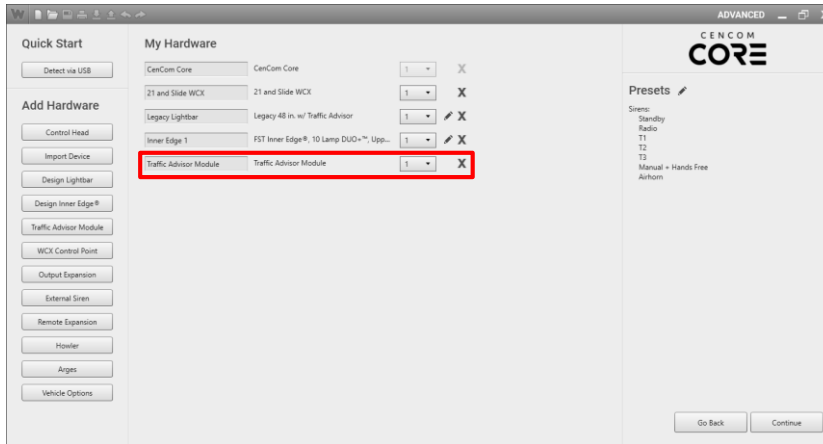 W
ADVANCED
Quick Start
Detect via USB
Add Hardware
Control Head
Import Device
Design Lightbar
Design Inner Edge®
Traffic Advisor Module
WCX Control Point
Output Expansion
External Siren
Remote Expansion
Howler
Arges
Vehicle Options
My Hardware
CenCom Core CenCom Core 1 X
21 and Slide WCX 21 and Slide WCX 1 X
Legacy Lightbar Legacy 48 in. w/ Traffic Advisor 1 X
Inner Edge 1 FST Inner Edge®, 10 Lamp DUO+™, Upp... 1 X
Traffic Advisor Module Traffic Advisor Module 1 X
CENCOM
CORE
Presets
Sirens:
Standby
Radio
T1
T2
T3
Manual + Hands Free
Airhorn
Go Back Continue